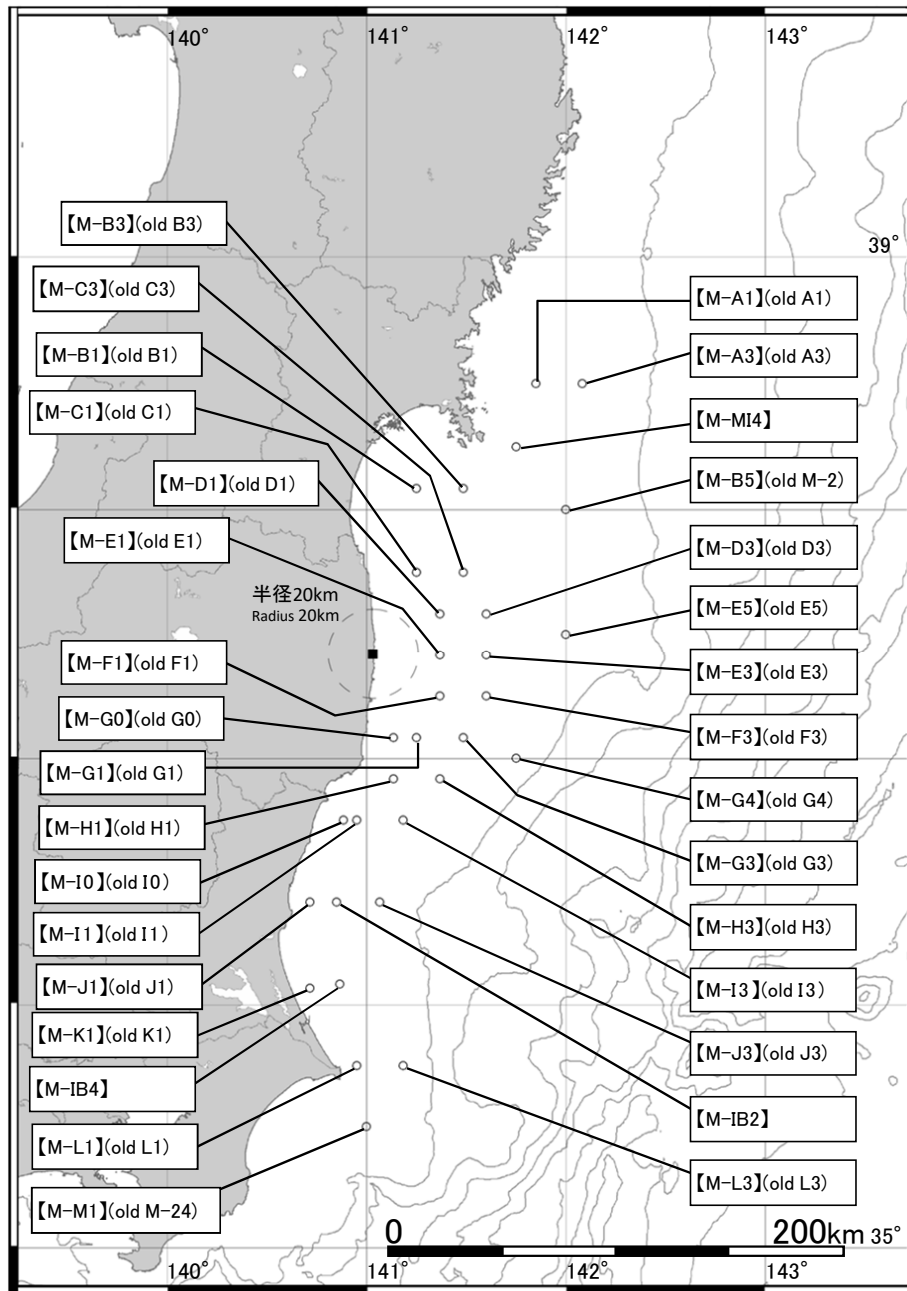 140°
141°
142°
143°
【M-B3】(old B3)
39°
【M-C3】(old C3)
【M-A1】(old A1)
【M-B1】(old B1)
【M-A3】(old A3)
【M-C1】(old C1)
【M-MI4】
【M-D1】(old D1)
【M-B5】(old M-2)
【M-E1】(old E1)
【M-D3】(old D3)
半径20km
Radius 20km
【M-E5】(old E5)
【M-F1】(old F1)
【M-E3】(old E3)
【M-G0】(old G0)
【M-F3】(old F3)
【M-G1】(old G1)
【M-G4】(old G4)
【M-H1】(old H1)
【M-G3】(old G3)
【M-I0】(old I0)
【M-H3】(old H3)
【M-I1】(old I1)
【M-I3】(old I3)
【M-J1】(old J1)
【M-K1】(old K1)
【M-J3】(old J3)
【M-IB4】
【M-IB2】
【M-L1】(old L1)
【M-L3】(old L3)
【M-M1】(old M-24)
0
200km
35°
140°
141°
142°
143°